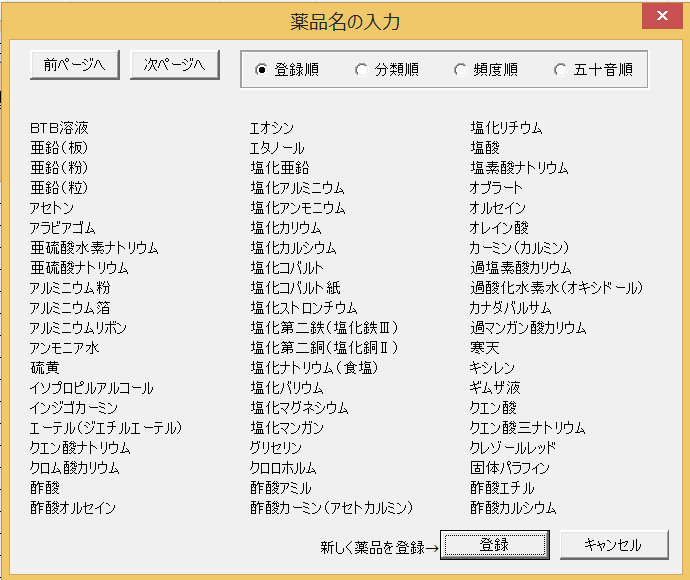 薬品名の入力
前ページへ
次ページへ
登録順
分類順
頻度順
五十音順
BTB溶液
亜鉛(板)
亜鉛(粉)
亜鉛(粒)
アセトン
アラビアゴム
亜硫酸水素ナトリウム
亜硫酸ナトリウム
アルミニウム粉
アルミニウム箔
アルミニウムリボン
アンモニア水
硫黄
イソプロピルアルコール
インジゴカーミン
エーテル(ジエチルエーテル)
クエン酸ナトリウム
クロム酸カリウム
酢酸
酢酸オルセイン
エオシン
エタノール
塩化亜鉛
塩化アルミニウム
塩化アンモニウム
塩化カリウム
塩化カルシウム
塩化コバルト
塩化コバルト紙
塩化ストロンチウム
塩化第二鉄(塩化鉄Ⅲ)
塩化第二銅(塩化銅Ⅱ)
塩化ナトリウム(食塩)
塩化バリウム
塩化マグネシウム
塩化マンガン
グリセリン
クロロホルム
酢酸アミル
酢酸カーミン(アセトカルミン)
塩化リチウム
塩酸
塩素酸ナトリウム
オブラート
オルセイン
オレイン酸
カーミン(カルミン)
過塩素酸カリウム
過酸化水素水(オキシドール)
カナダバルサム
過マンガン酸カリウム
寒天
キシレン
ギムザ液
クエン酸
クエン酸三ナトリウム
クレゾールレッド
固体パラフィン
酢酸エチル
酢酸カルシウム
新しく薬品を登録→
登録
キャンセル